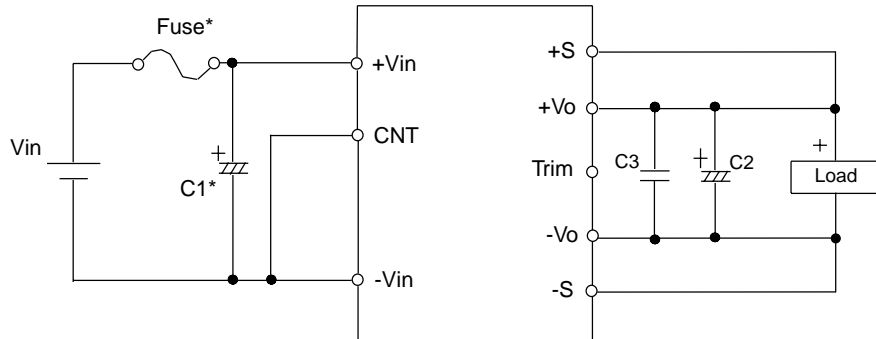 Fuse*
+Vin
+S
+Vo
Vin
CNT
+
C1*
Trim
C3
+
C2
+
Load
-Vo
-Vin
-S